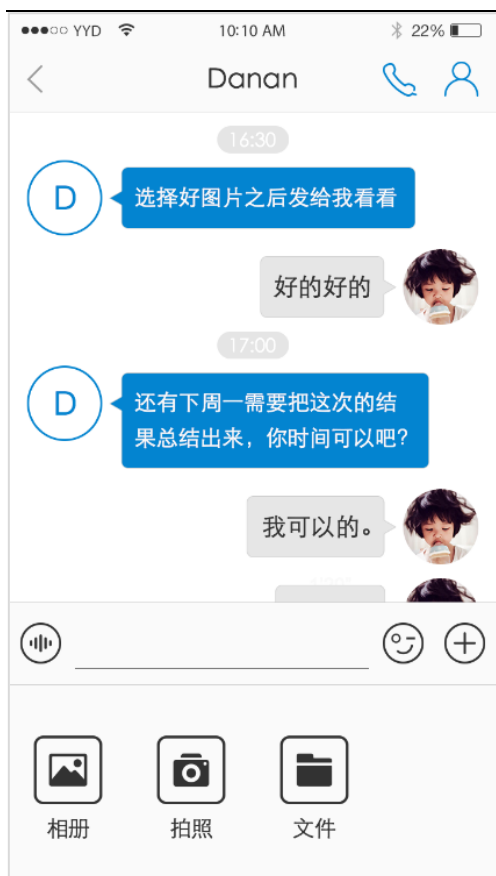 YYD 10:10 AM 22%
Danan
16:30
D
选择好图片之后发给我看看
好的好的
17:00
D
还有下周一需要把这次的结
果总结出来，你时间可以吧?
我可以的。
相册 拍照 文件